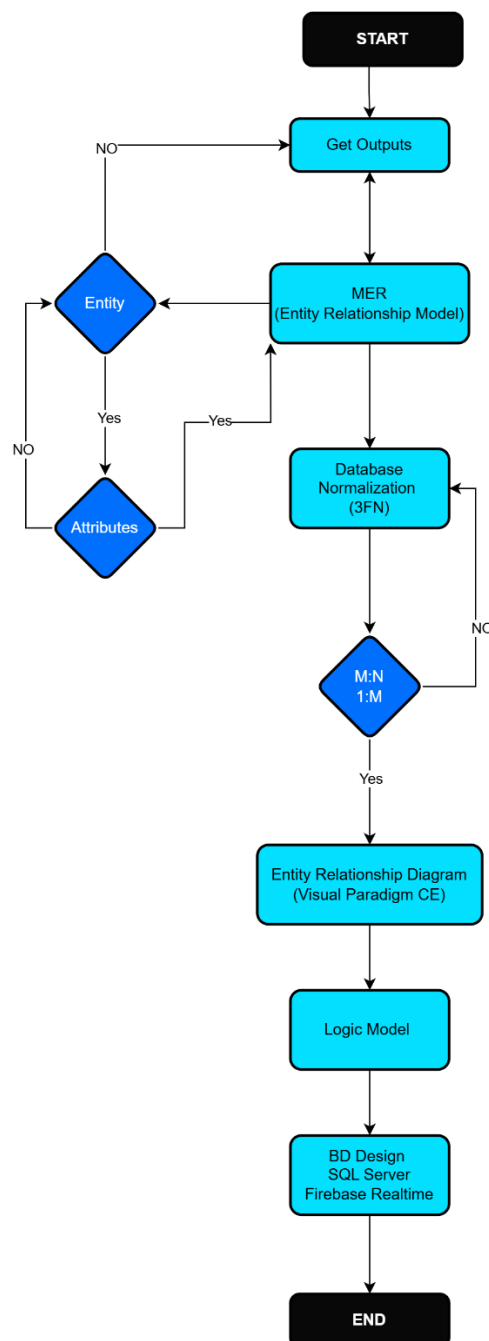 START
Get Outputs
NO
MER
(Entity Relationship Model)
Entity
Yes
Yes
NO
Attributes
Database
Normalization
(3FN)
NO
M:N
1:M
Yes
Entity Relationship Diagram
(Visual Paradigm CE)
Logic Model
BD Design
SQL Server
Firebase Realtime
END